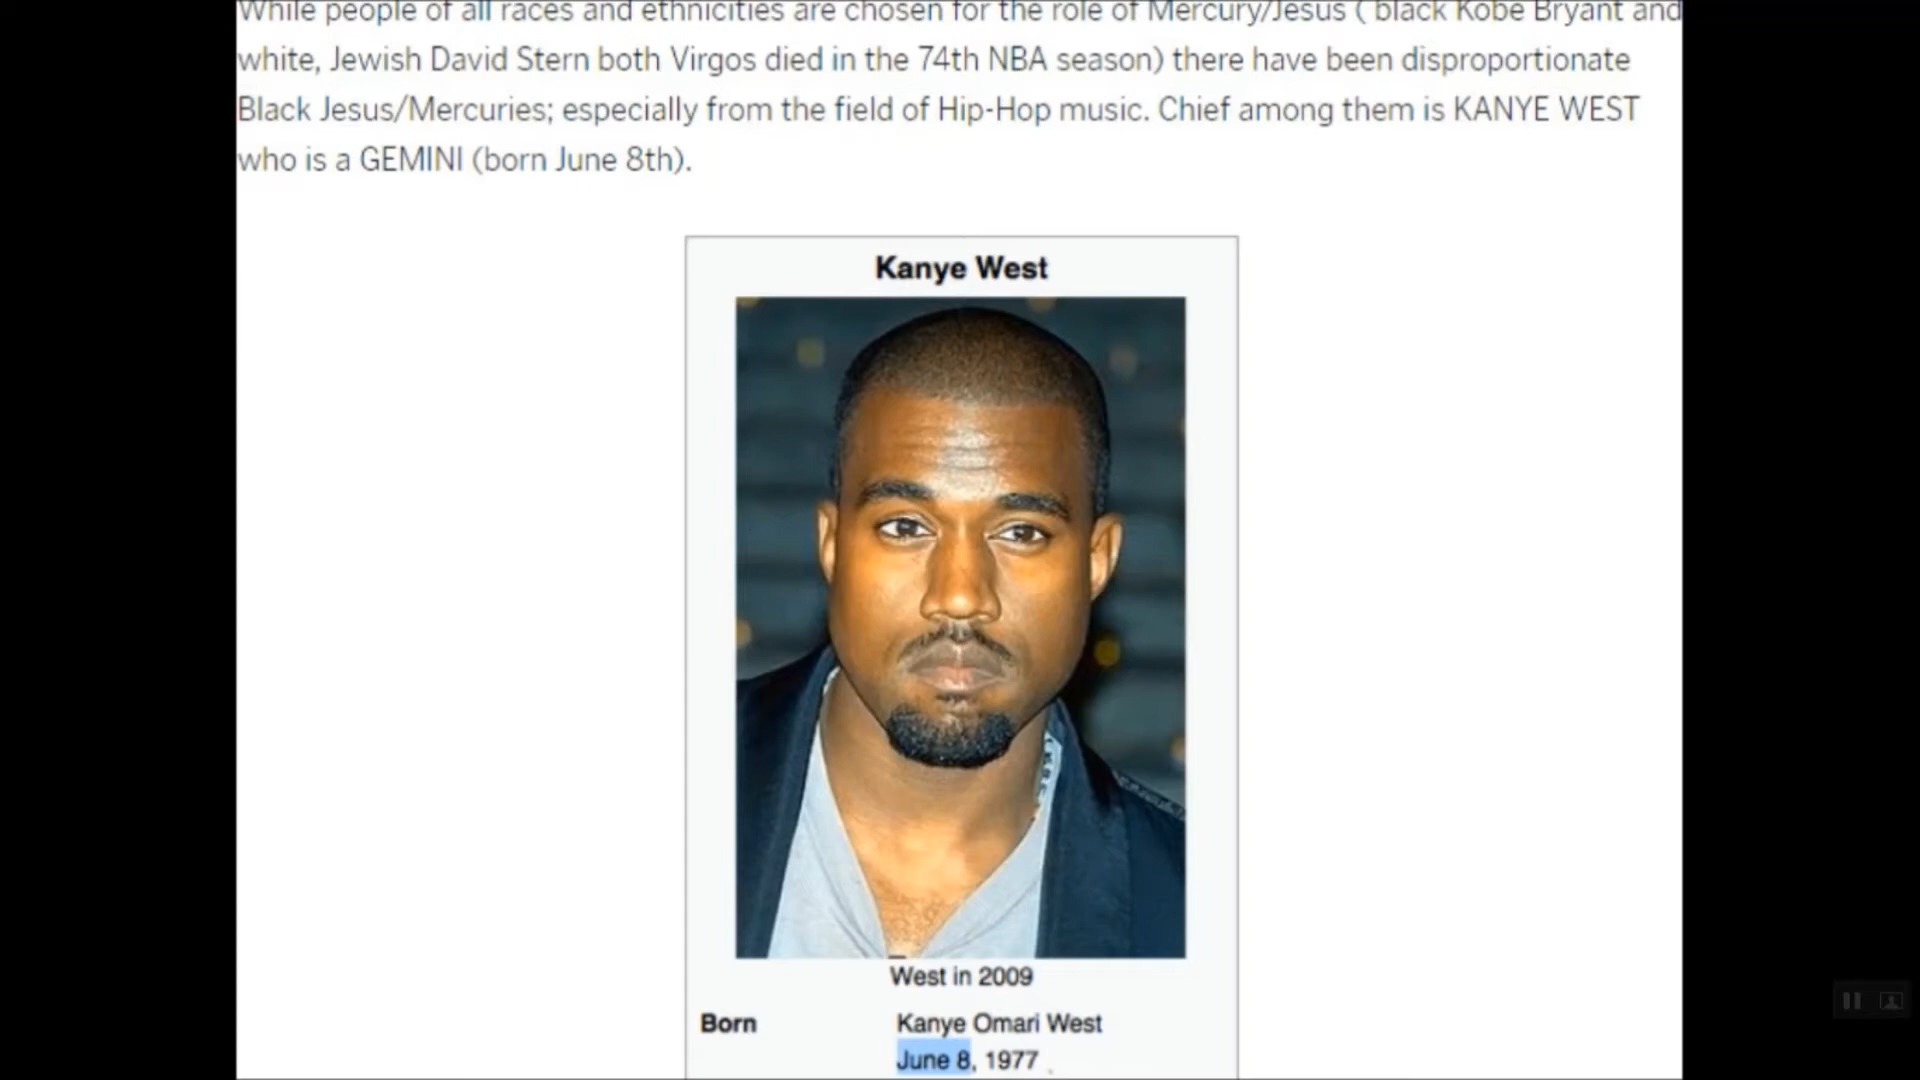 While people of all races and ethnicities are chosen for the role of Mercury/Jesus ( black Kobe Bryant and
white, Jewish David Stern both Virgos died in the 74th NBA season) there have been disproportionate
Black Jesus/Mercuries; especially from the field of Hip-Hop music. Chief among them is KANYE WEST
who is a GEMINI (born June 8th).
Kanye West
West in 2009
Born Kanye Omari West
June 8, 1977